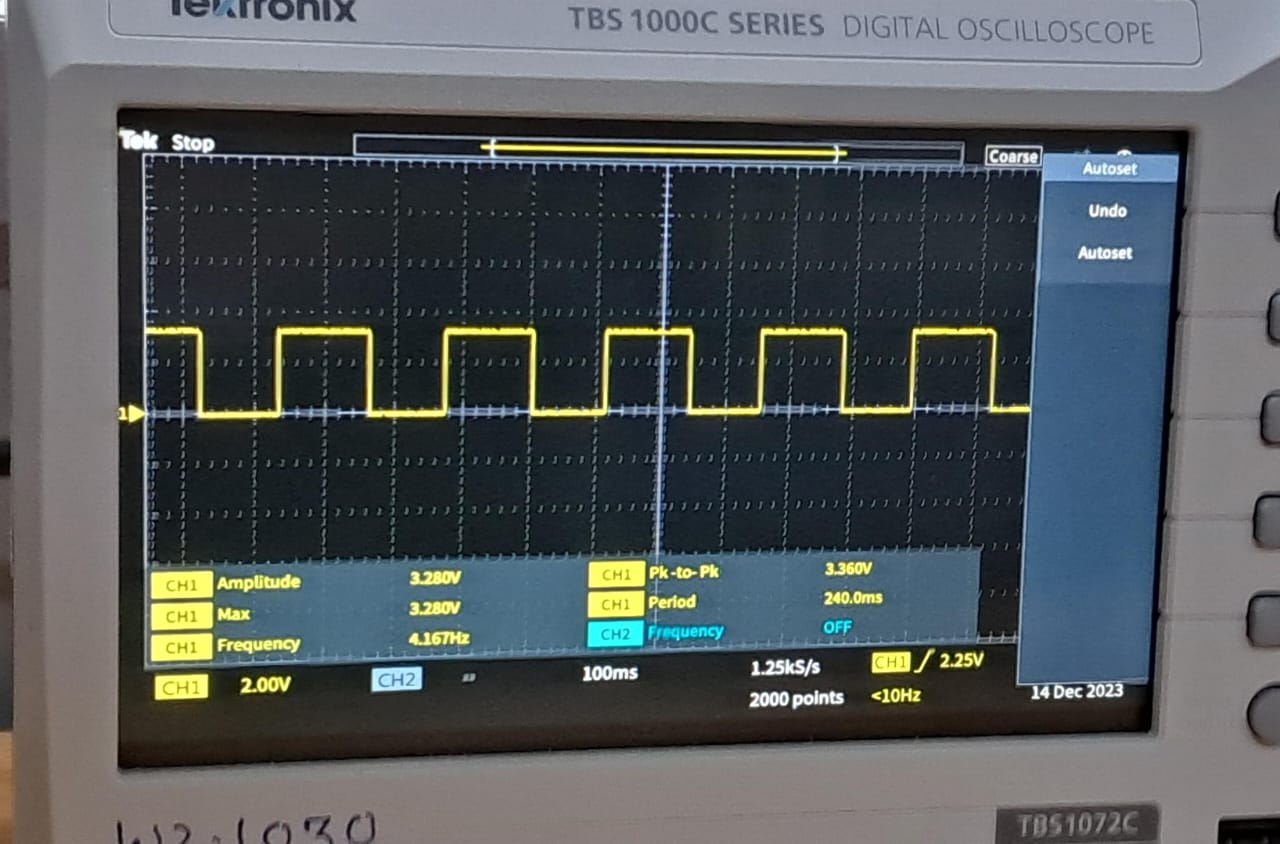 Tektronix
TBS 1000C SERIES DIGITAL OSCILLOSCOPE
Tek Stop
Coarse
Autoset
Undo
Autoset
1
CH1 Amplitude 3.280V
CH1 Max 3.280V
CH1 Frequency 4.167Hz
CH1 Pk-to-Pk 3.360V
CH1 Period 240.0ms
CH2 Frequency OFF
CH1 2.00V CH2 100ms 1.25kS/s CH1 2.25V
2000 points <10Hz 14 Dec 2023
TBS1072C